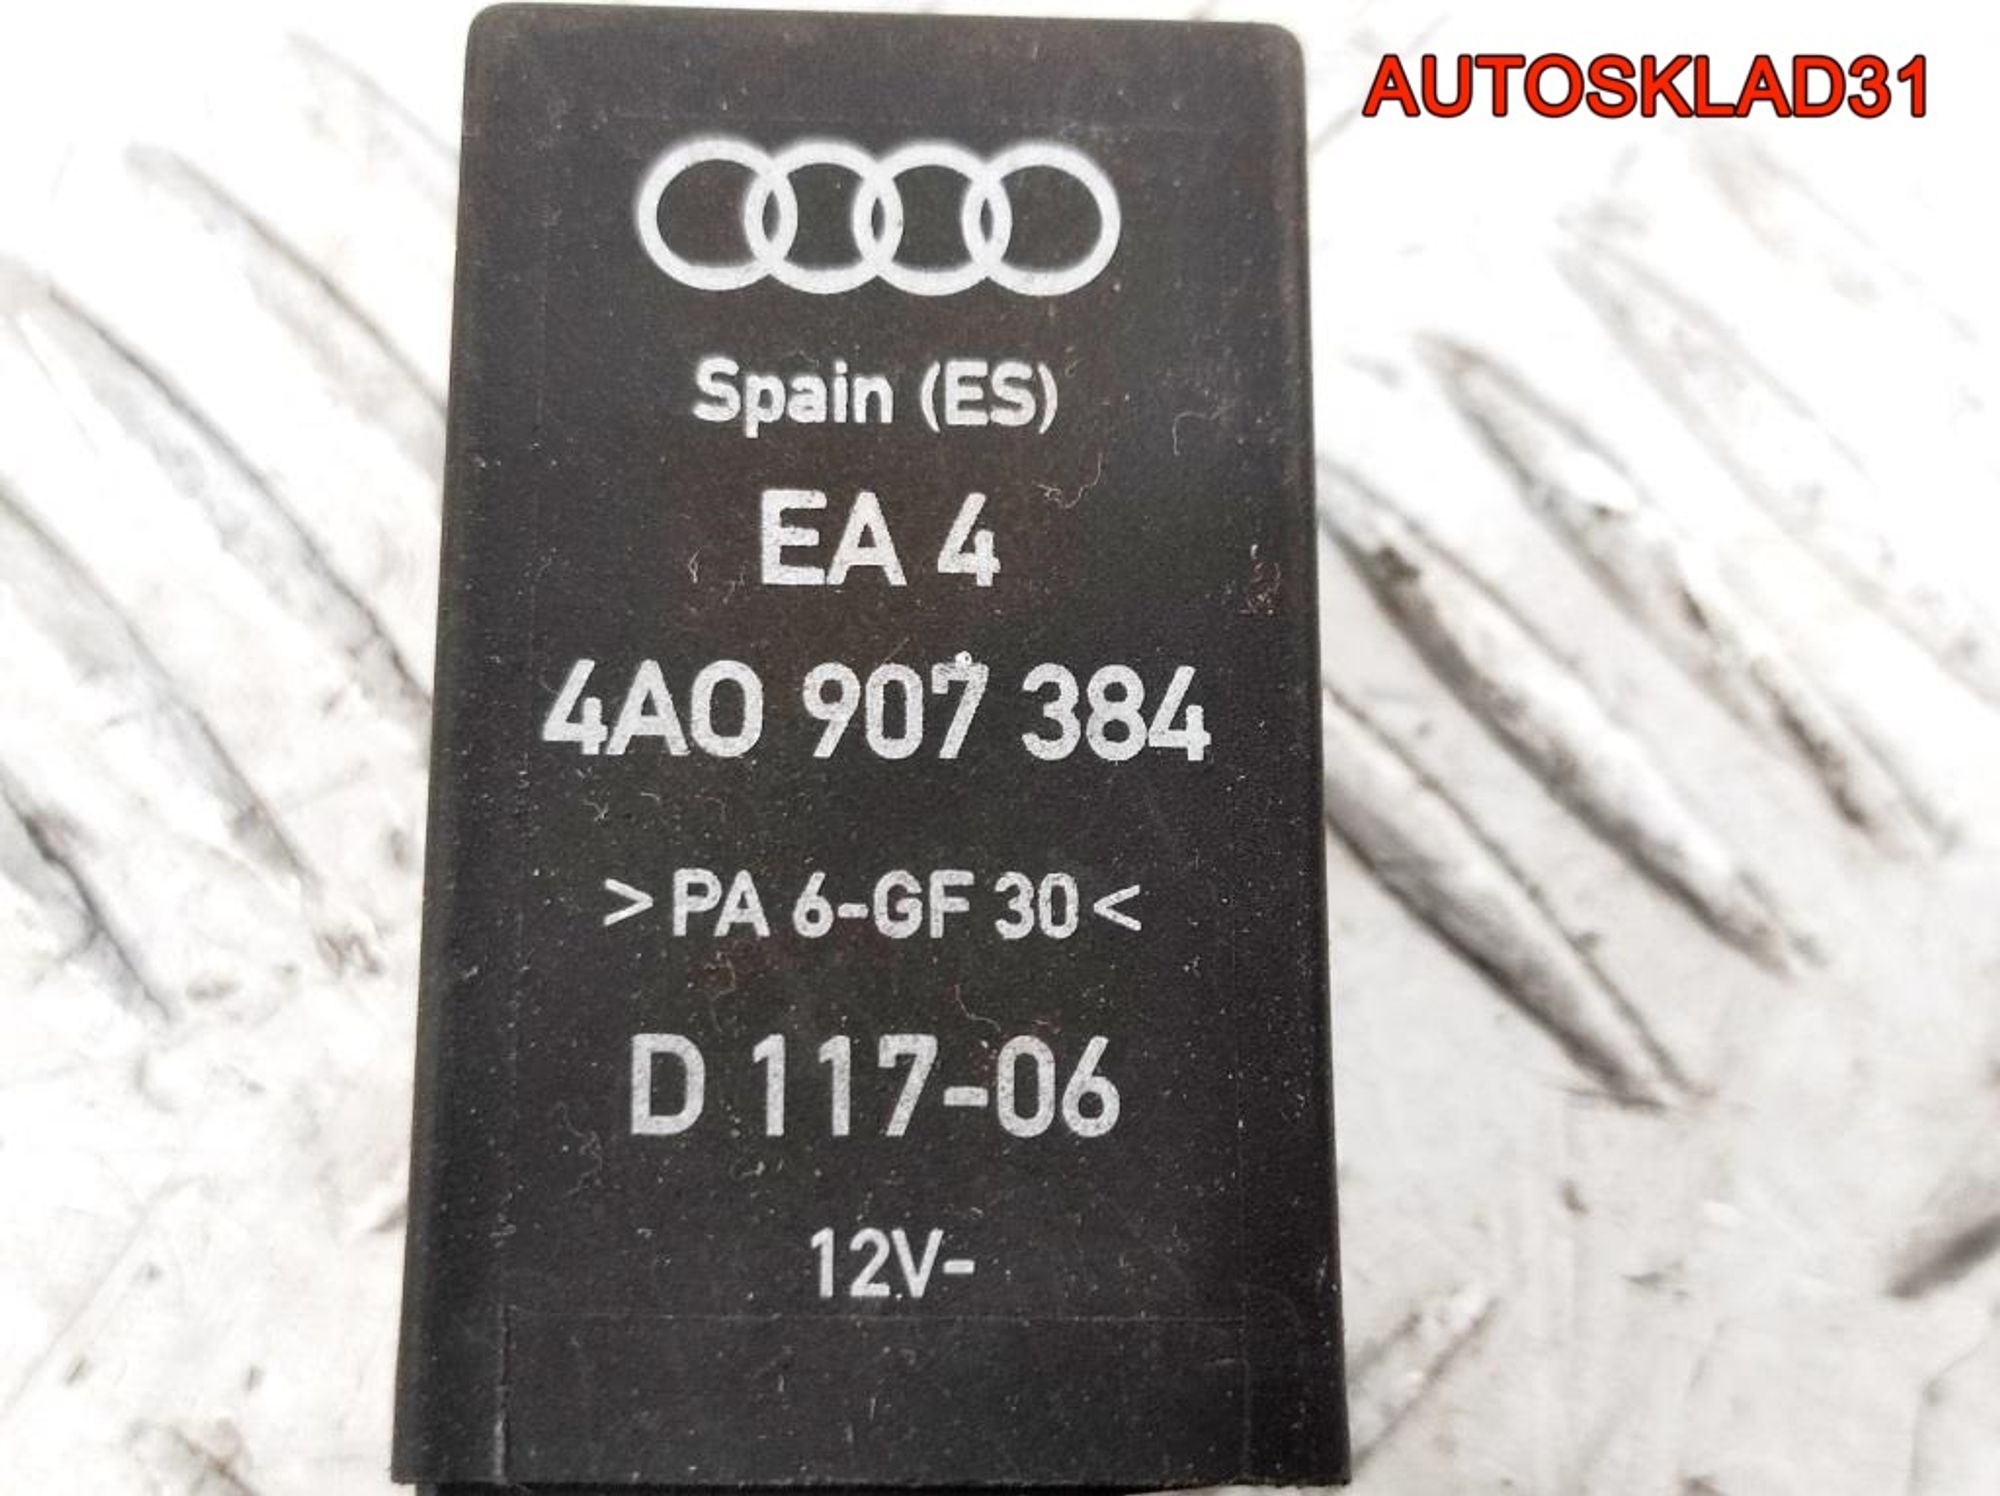 AUTOSKLAD31
Spain (ES)
EA 4
4A0 907 384
>PA 6-GF 30<
D 117-06
12V-